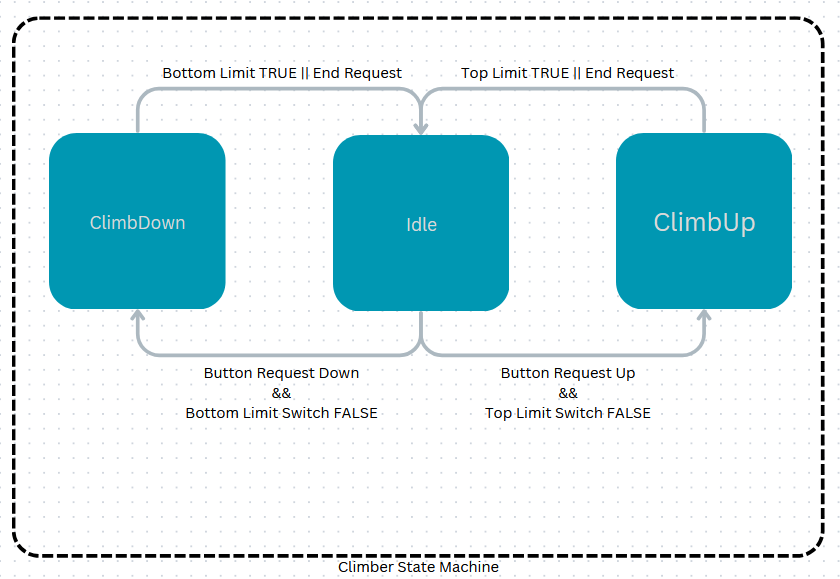 Bottom Limit TRUE || End Request
Top Limit TRUE || End Request
ClimbDown
Idle
ClimbUp
Button Request Down
&&
Bottom Limit Switch FALSE
Button Request Up
&&
Top Limit Switch FALSE
Climber State Machine